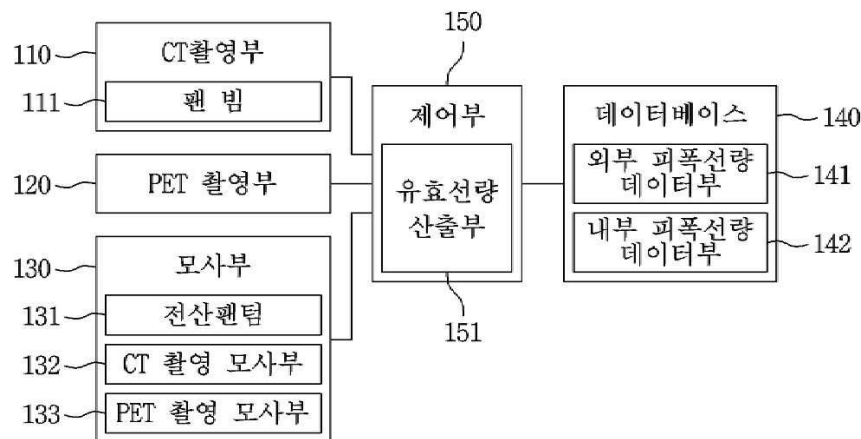 110
CT촬영부
111
팬 빔
120
PET 촬영부
130
모사부
131
전산팬텀
132
CT 촬영 모사부
133
PET 촬영 모사부
150
제어부
유효선량
산출부
151
데이터베이스
140
외부 피폭선량
데이터부
141
내부 피폭선량
데이터부
142